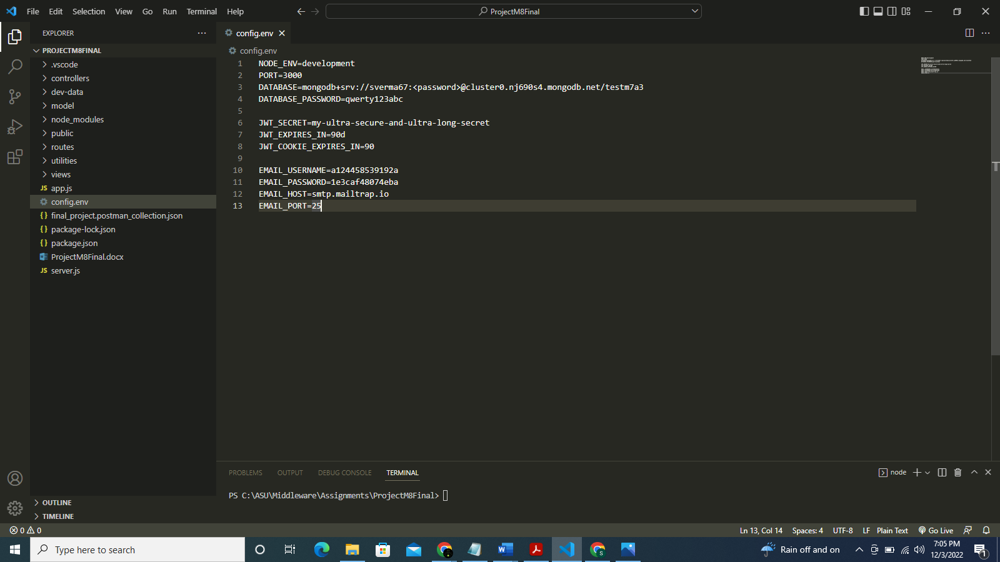 File Edit Selection View Go Run Terminal Help
ProjectM8Final
EXPLORER
PROJECTM8FINAL
.vscode
controllers
dev-data
model
node_modules
public
routes
utilities
views
JS app.js
config.env
{} final_project.postman_collection.json
{} package-lock.json
{} package.json
ProjectM8Final.docx
JS server.js
OUTLINE
TIMELINE
config.env
config.env
1 NODE_ENV=development
2 PORT=3000
3 DATABASE=mongodb+srv://sverma67:<password>@cluster0.nj690s4.mongodb.net/testm7a3
4 DATABASE_PASSWORD=qwerty123abc
5
6 JWT_SECRET=my-ultra-secure-and-ultra-long-secret
7 JWT_EXPIRES_IN=90d
8 JWT_COOKIE_EXPIRES_IN=90
9
10 EMAIL_USERNAME=a124458539192a
11 EMAIL_PASSWORD=1e3caf48074eba
12 EMAIL_HOST=smtp.mailtrap.io
13 EMAIL_PORT=25
PROBLEMS OUTPUT DEBUG CONSOLE TERMINAL
node
PS C:\ASU\Middleware\Assignments\ProjectM8Final>
0 0
Ln 13, Col 14 Spaces: 4 UTF-8 LF Plain Text Go Live
Type here to search
S
Rain off and on
7:05 PM
12/3/2022
1